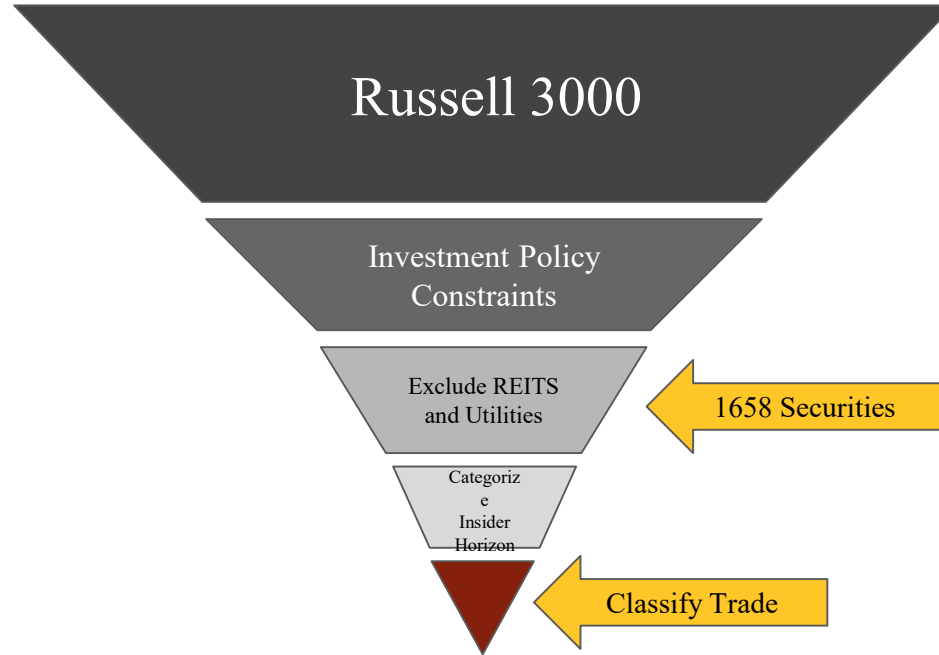 Russell 3000
Investment Policy
Constraints
Exclude REITS
and Utilities
1658 Securities
Categoriz
e
Insider
Horizon
Classify Trade